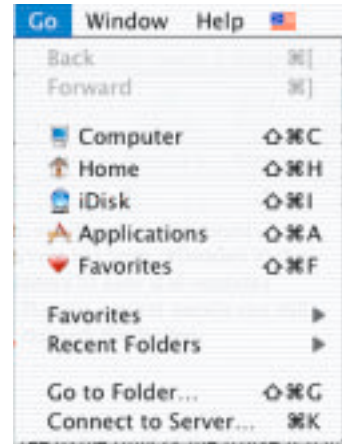 Go Window Help
Back ⌘[
Forward ⌘]
Computer ⇧⌘C
Home ⇧⌘H
iDisk ⇧⌘I
Applications ⇧⌘A
Favorites ⇧⌘F
Favorites
Recent Folders
Go to Folder... ⇧⌘G
Connect to Server... ⌘K